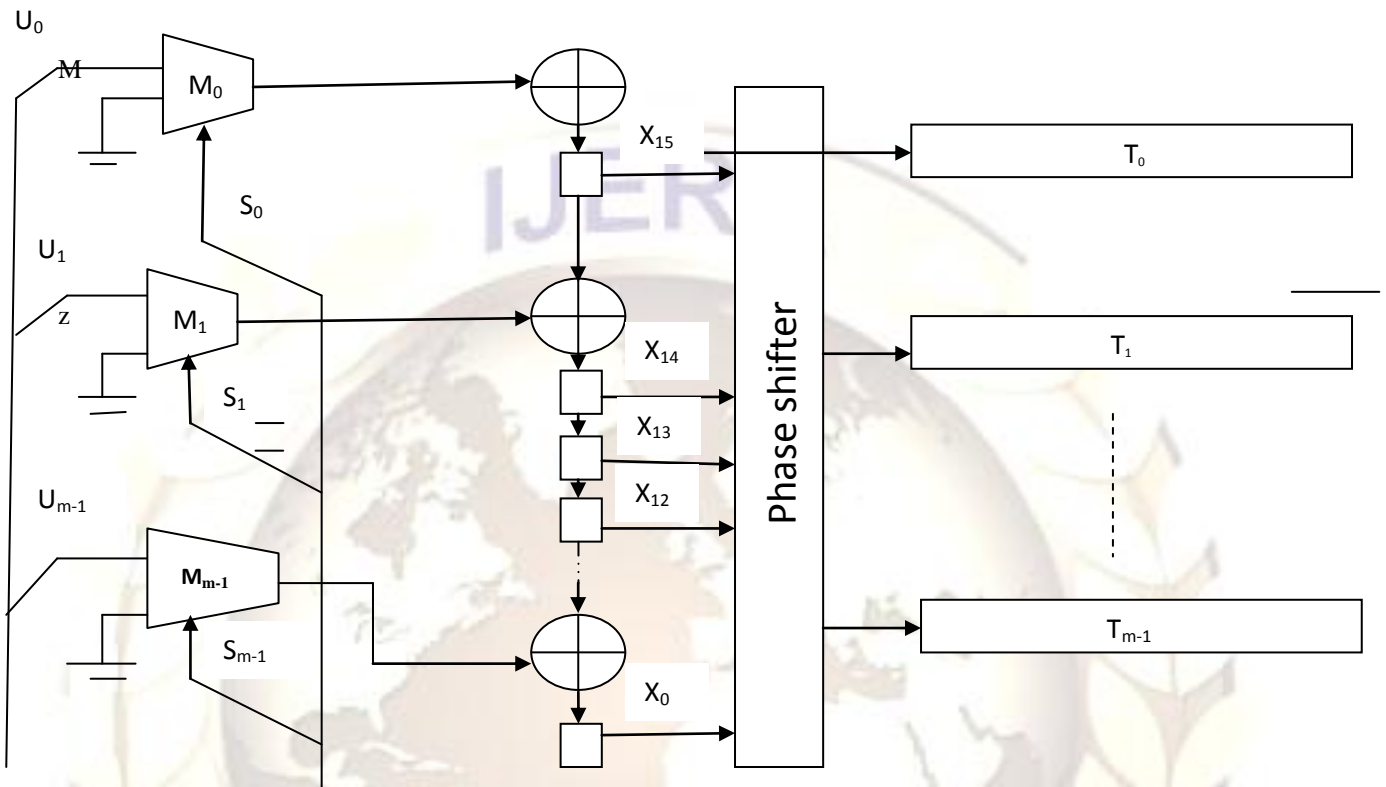 U₀
M
M₀
X₁₅
T₀
IJER
S₀
U₁
z
M₁
X₁₄
T₁
S₁
X₁₃
X₁₂
Phase shifter
Uₘ₋₁
Mₘ₋₁
Sₘ₋₁
Tₘ₋₁
X₀